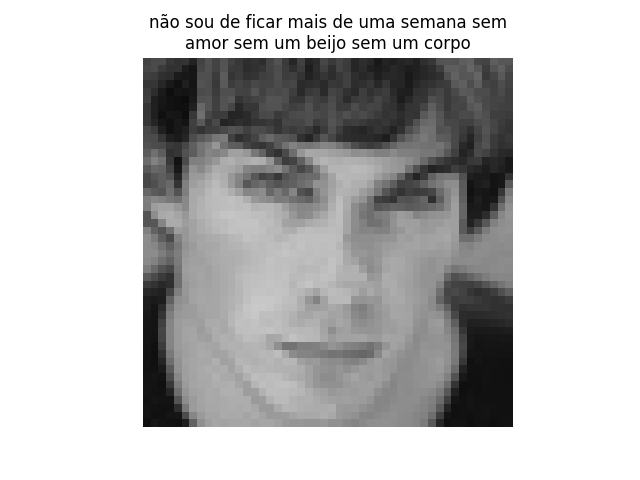 não sou de ficar mais de uma semana sem
amor sem um beijo sem um corpo